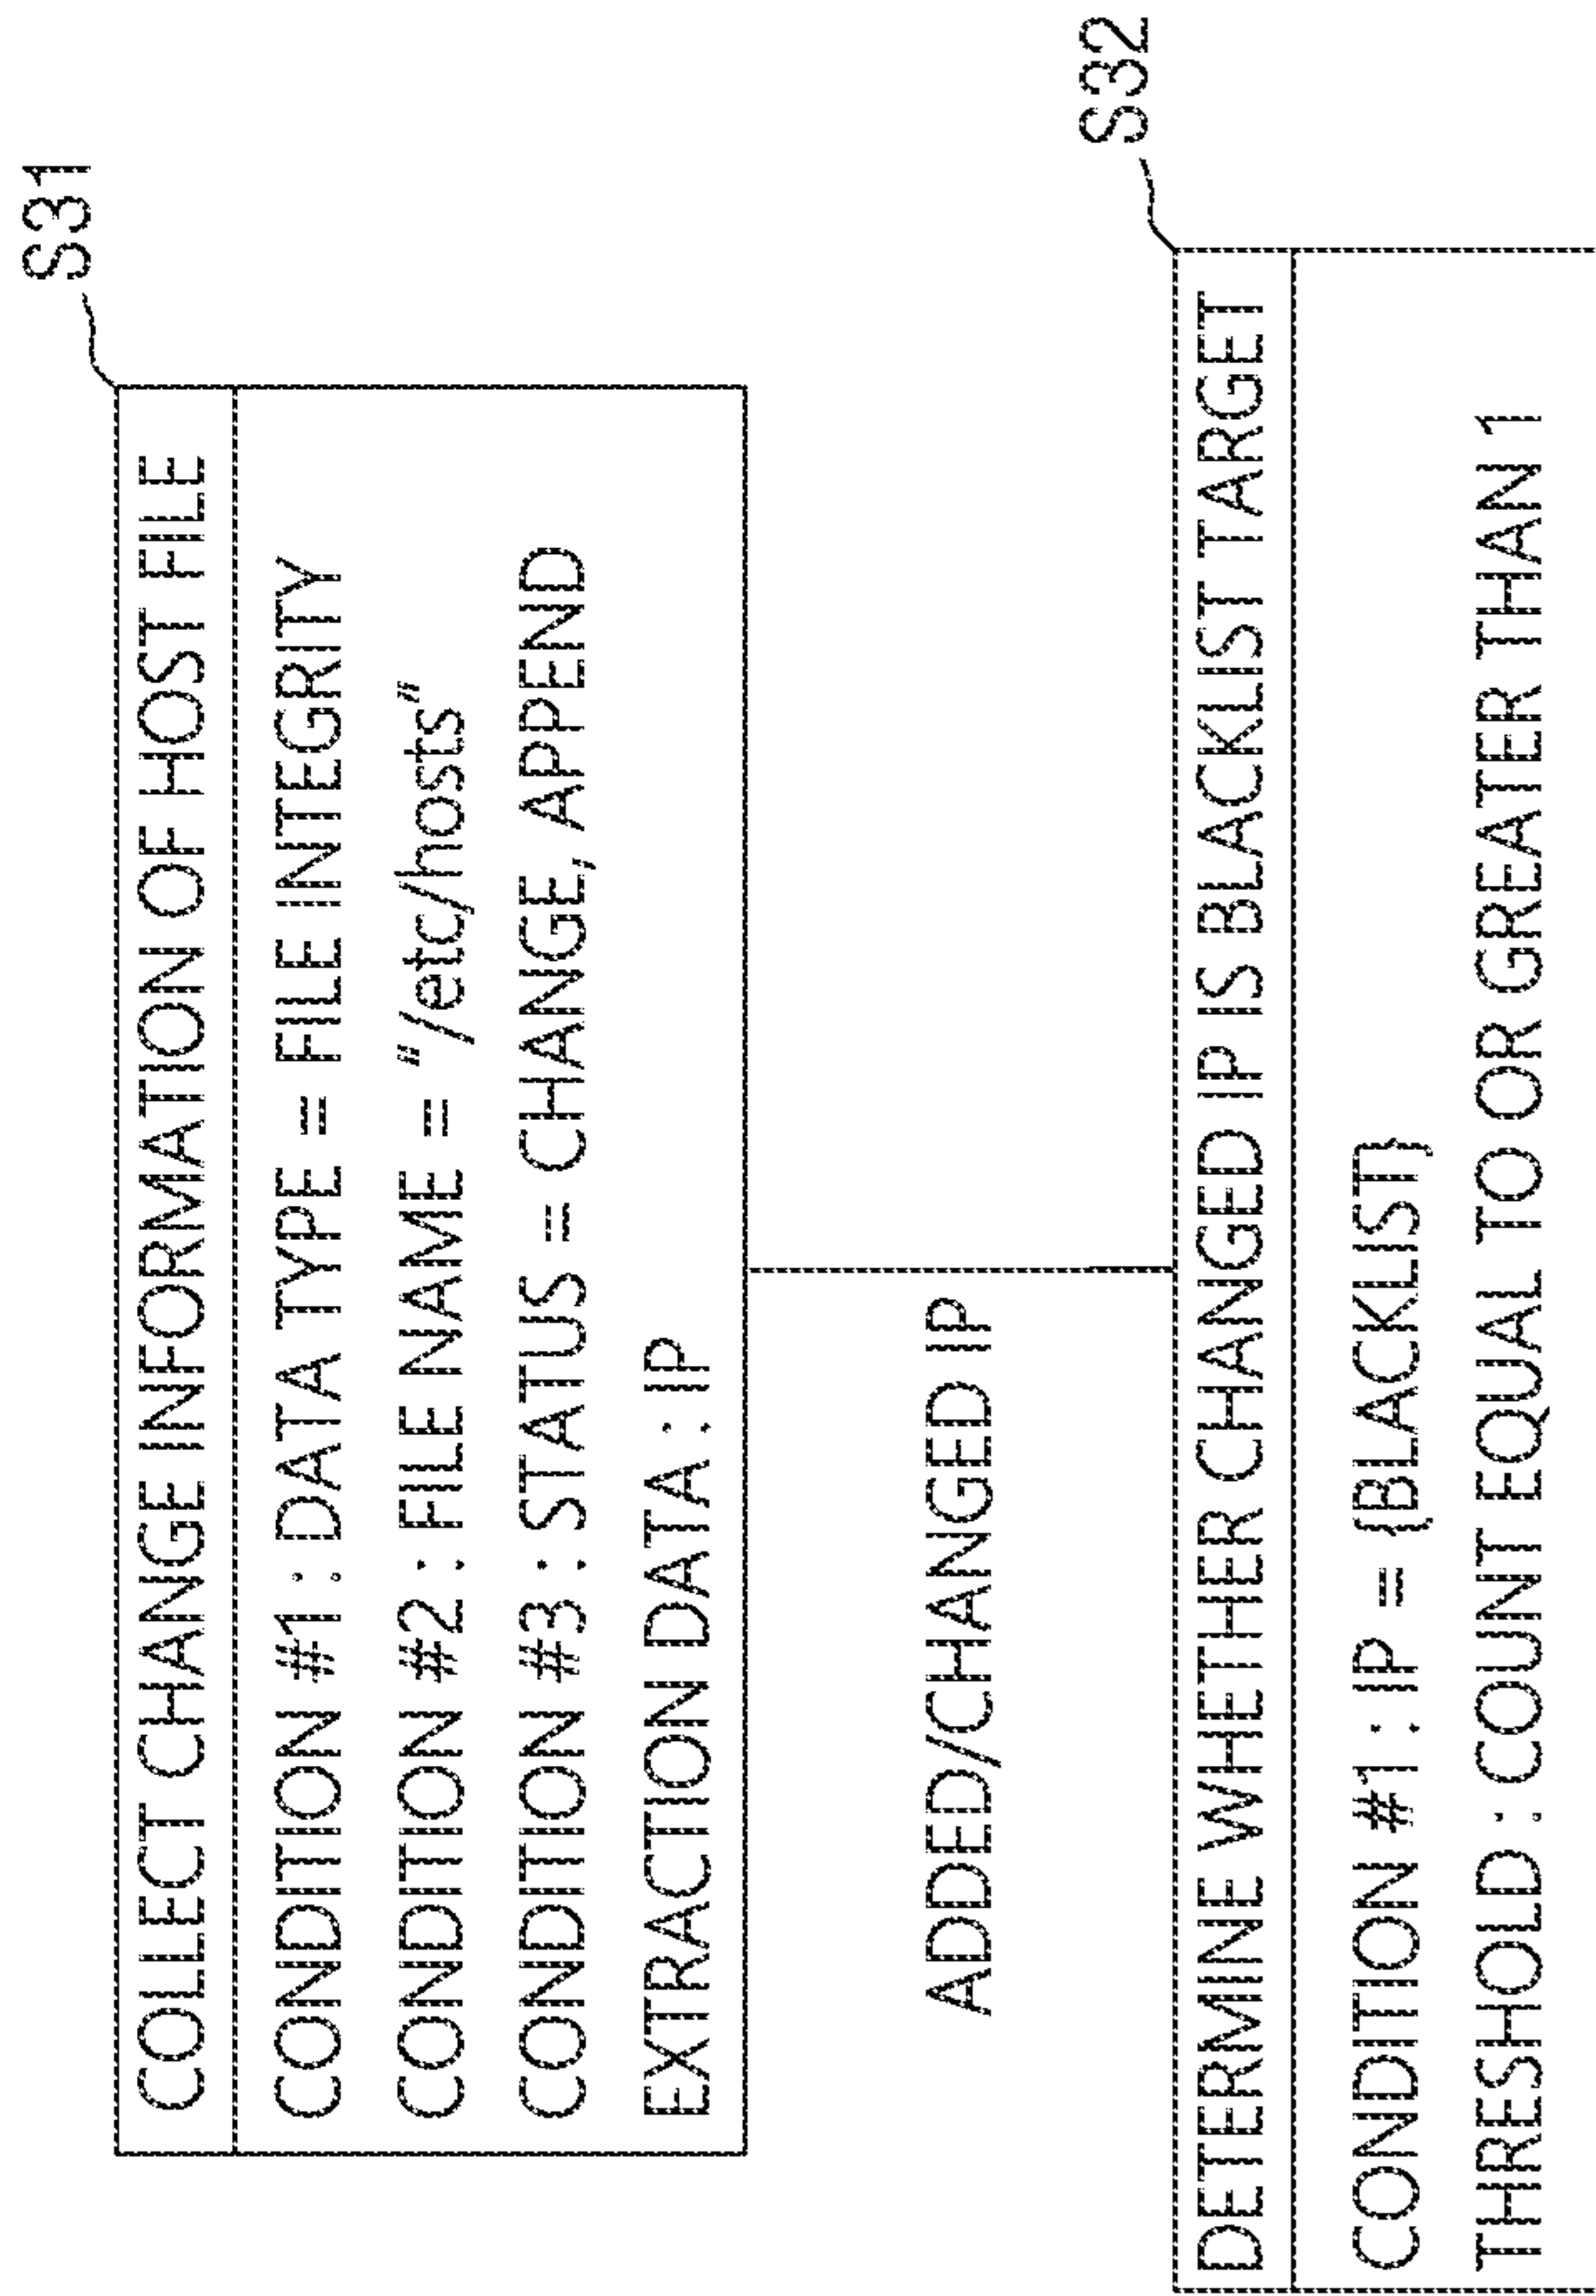 S31
COLLECT CHANGE INFORMATION OF HOST FILE
CONDITION #1 : DATA TYPE = FILE INTEGRITY
CONDITION #2 : FILE NAME = "/etc/hosts"
CONDITION #3 : STATUS = CHANGE, APPEND
EXTRACTION DATA : IP
ADDED/CHANGED IP
S32
DETERMINE WHETHER CHANGED IP IS BLACKLIST TARGET
CONDITION #1 : IP = {BLACKLIST}
THRESHOLD : COUNT EQUAL TO OR GREATER THAN 1